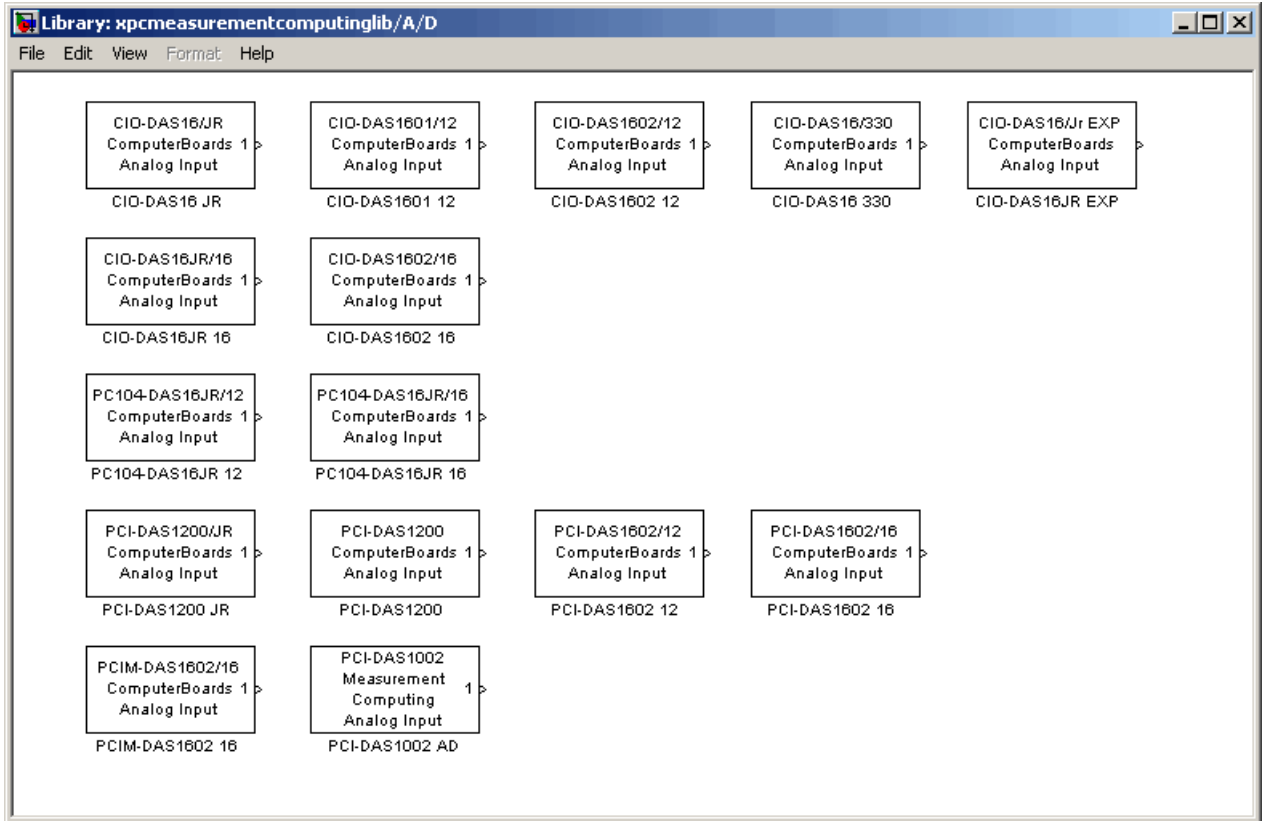 Library: xpcmeasurementcomputinglib/A/D
File Edit View Format Help
CIO-DAS16/JR
ComputerBoards 1
Analog Input
CIO-DAS16 JR
CIO-DAS1601/12
ComputerBoards 1
Analog Input
CIO-DAS1601 12
CIO-DAS1602/12
ComputerBoards 1
Analog Input
CIO-DAS1602 12
CIO-DAS16/330
ComputerBoards 1
Analog Input
CIO-DAS16 330
CIO-DAS16/Jr EXP
ComputerBoards
Analog Input
CIO-DAS16JR EXP
CIO-DAS16JR/16
ComputerBoards 1
Analog Input
CIO-DAS16JR 16
CIO-DAS1602/16
ComputerBoards 1
Analog Input
CIO-DAS1602 16
PC104-DAS16JR/12
ComputerBoards 1
Analog Input
PC104-DAS16JR 12
PC104-DAS16JR/16
ComputerBoards 1
Analog Input
PC104-DAS16JR 16
PCI-DAS1200/JR
ComputerBoards 1
Analog Input
PCI-DAS1200 JR
PCI-DAS1200
ComputerBoards 1
Analog Input
PCI-DAS1200
PCI-DAS1602/12
ComputerBoards 1
Analog Input
PCI-DAS1602 12
PCI-DAS1602/16
ComputerBoards 1
Analog Input
PCI-DAS1602 16
PCIM-DAS1602/16
ComputerBoards 1
Analog Input
PCIM-DAS1602 16
PCI-DAS1002
Measurement
1
Computing
Analog Input
PCI-DAS1002 AD